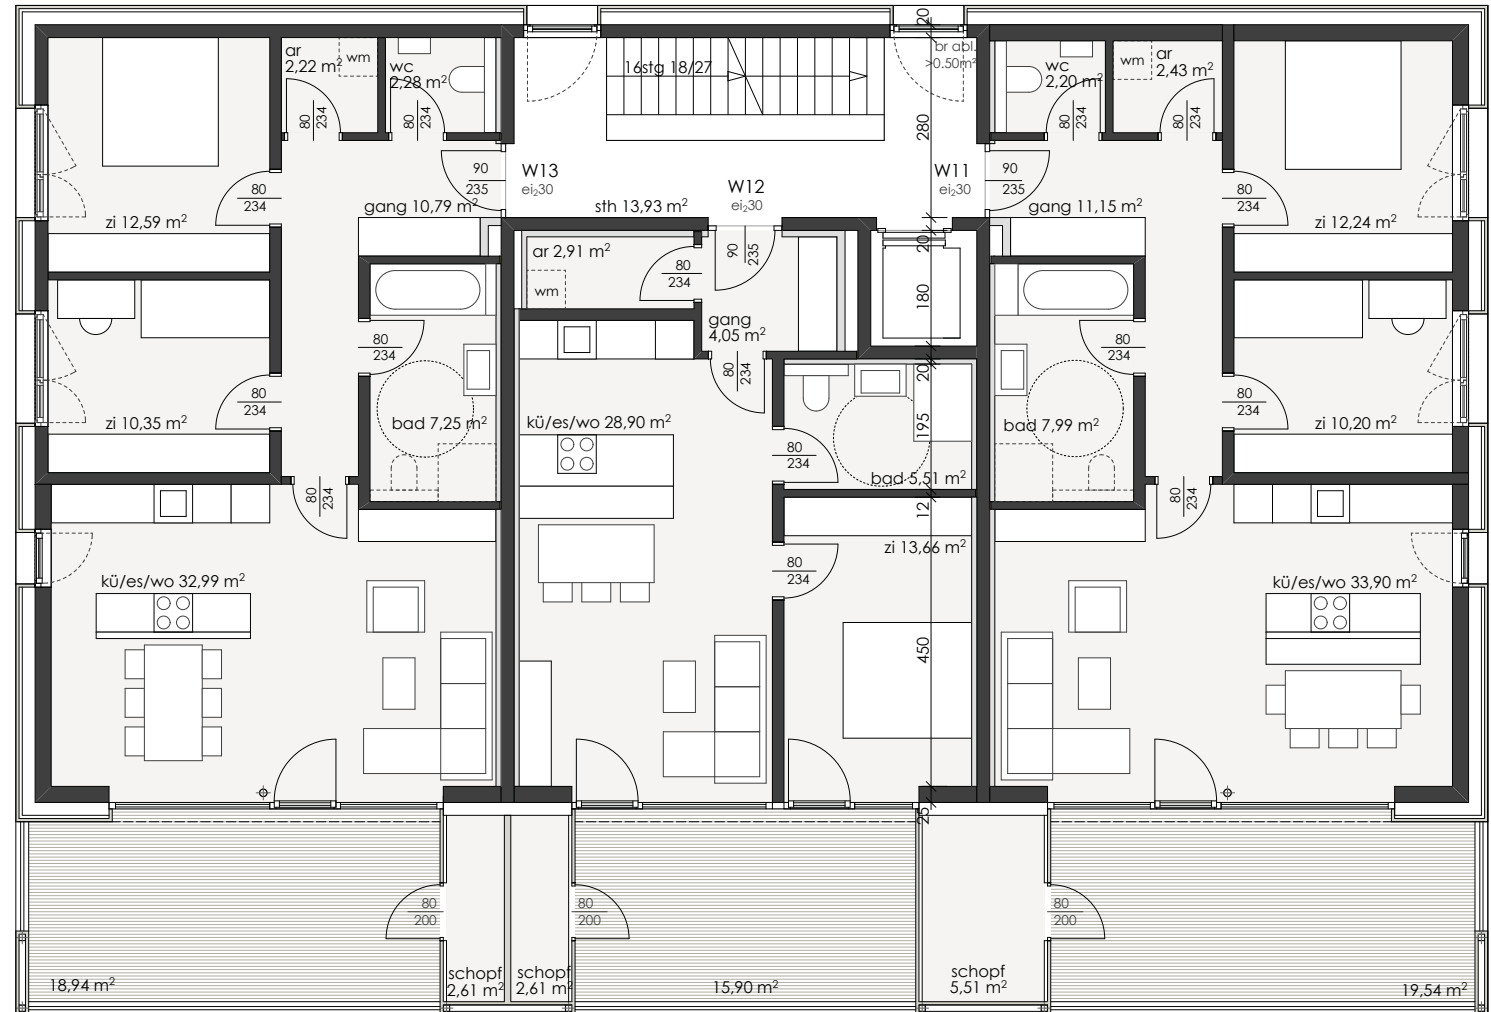 20
ar
2,22 m²
wm
wc
2,28 m²
16stg 18/27
br abl.
>0.50m²
wc
2,20 m²
wm
ar
2,43 m²
80
234
80
234
280
80
234
80
234
90
235
W13
ei₂30
W12
ei₂30
W11
ei₂30
90
235
80
234
80
234
zi 12,59 m²
gang 10,79 m²
sth 13,93 m²
gang 11,15 m²
zi 12,24 m²
ar 2,91 m²
wm
80
234
90
235
20
180
gang
4,05 m²
80
234
80
234
80
234
20
80
234
80
234
zi 10,35 m²
bad 7,25 m²
kü/es/wo 28,90 m²
195
bad 7,99 m²
zi 10,20 m²
80
234
bad 5,51 m²
80
234
12
80
234
zi 13,66 m²
80
234
kü/es/wo 32,99 m²
kü/es/wo 33,90 m²
450
25
80
200
80
200
80
200
18,94 m²
schopf
2,61 m²
schopf
2,61 m²
15,90 m²
schopf
5,51 m²
19,54 m²